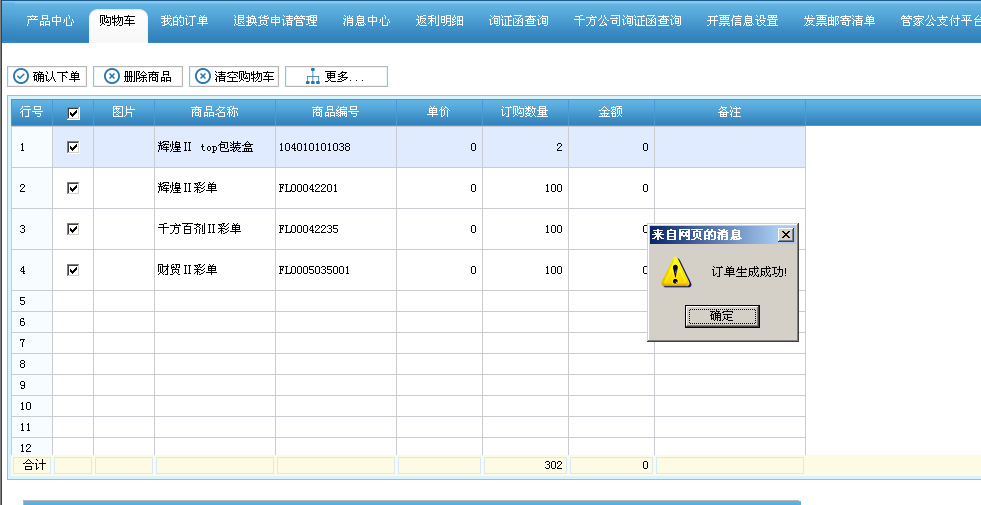 产品中心 购物车 我的订单 退换货申请管理 消息中心 返利明细 询证函查询 千方公司询证函查询 开票信息设置 发票邮寄清单 管家公支付平台
确认下单 删除商品 清空购物车 更多...
行号 图片 商品名称 商品编号 单价 订购数量 金额 备注
1 辉煌Ⅱ top包装盒 104010101038 0 2 0
2 辉煌Ⅱ彩单 FL00042201 0 100 0
3 千方百剂Ⅱ彩单 FL00042235 0 100 0
4 财贸Ⅱ彩单 FL0005035001 0 100 0
来自网页的消息
订单生成成功!
确定
5
6
7
8
9
10
11
12
合计 302 0